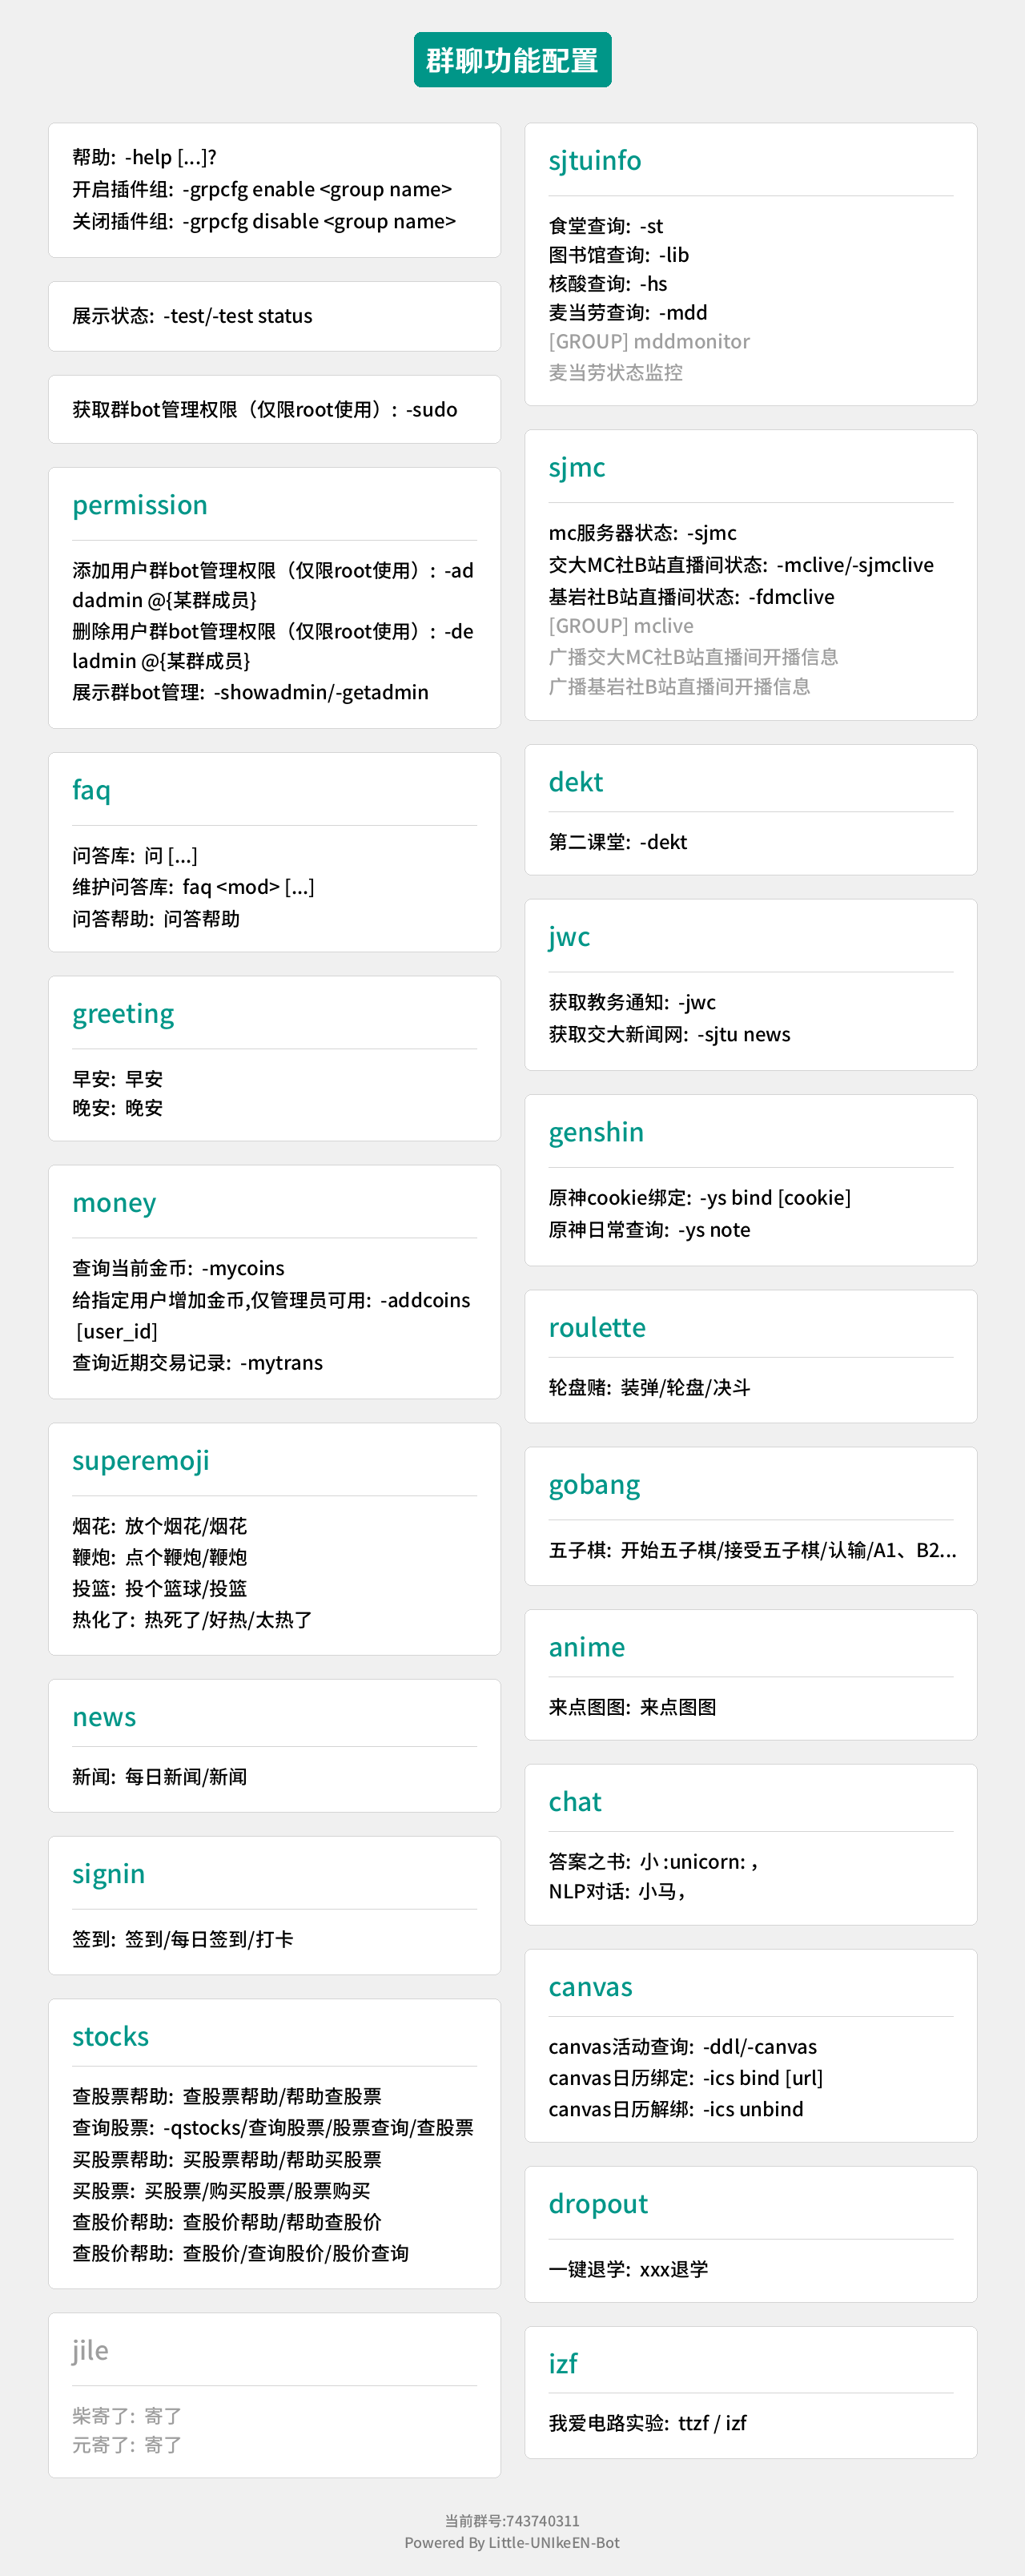 群聊功能配置
帮助: -help [...]?
开启插件组: -grpcfg enable <group name>
关闭插件组: -grpcfg disable <group name>
展示状态: -test/-test status
获取群bot管理权限（仅限root使用）: -sudo
permission
添加用户群bot管理权限（仅限root使用）: -ad
dadmin @{某群成员}
删除用户群bot管理权限（仅限root使用）: -de
ladmin @{某群成员}
展示群bot管理: -showadmin/-getadmin
faq
问答库: 问 [...]
维护问答库: faq <mod> [...]
问答帮助: 问答帮助
greeting
早安: 早安
晚安: 晚安
money
查询当前金币: -mycoins
给指定用户增加金币,仅管理员可用: -addcoins
[user_id]
查询近期交易记录: -mytrans
superemoji
烟花: 放个烟花/烟花
鞭炮: 点个鞭炮/鞭炮
投篮: 投个篮球/投篮
热化了: 热死了/好热/太热了
news
新闻: 每日新闻/新闻
signin
签到: 签到/每日签到/打卡
stocks
查股票帮助: 查股票帮助/帮助查股票
查询股票: -qstocks/查询股票/股票查询/查股票
买股票帮助: 买股票帮助/帮助买股票
买股票: 买股票/购买股票/股票购买
查股价帮助: 查股价帮助/帮助查股价
查股价帮助: 查股价/查询股价/股价查询
jile
柴寄了: 寄了
元寄了: 寄了
sjtuinfo
食堂查询: -st
图书馆查询: -lib
核酸查询: -hs
麦当劳查询: -mdd
[GROUP] mddmonitor
麦当劳状态监控
sjmc
mc服务器状态: -sjmc
交大MC社B站直播间状态: -mclive/-sjmclive
基岩社B站直播间状态: -fdmclive
[GROUP] mclive
广播交大MC社B站直播间开播信息
广播基岩社B站直播间开播信息
dekt
第二课堂: -dekt
jwc
获取教务通知: -jwc
获取交大新闻网: -sjtu news
genshin
原神cookie绑定: -ys bind [cookie]
原神日常查询: -ys note
roulette
轮盘赌: 装弹/轮盘/决斗
gobang
五子棋: 开始五子棋/接受五子棋/认输/A1、B2...
anime
来点图图: 来点图图
chat
答案之书: 小 :unicorn: ，
NLP对话: 小马，
canvas
canvas活动查询: -ddl/-canvas
canvas日历绑定: -ics bind [url]
canvas日历解绑: -ics unbind
dropout
一键退学: xxx退学
izf
我爱电路实验: ttzf / izf
当前群号:743740311
Powered By Little-UNIkeEN-Bot